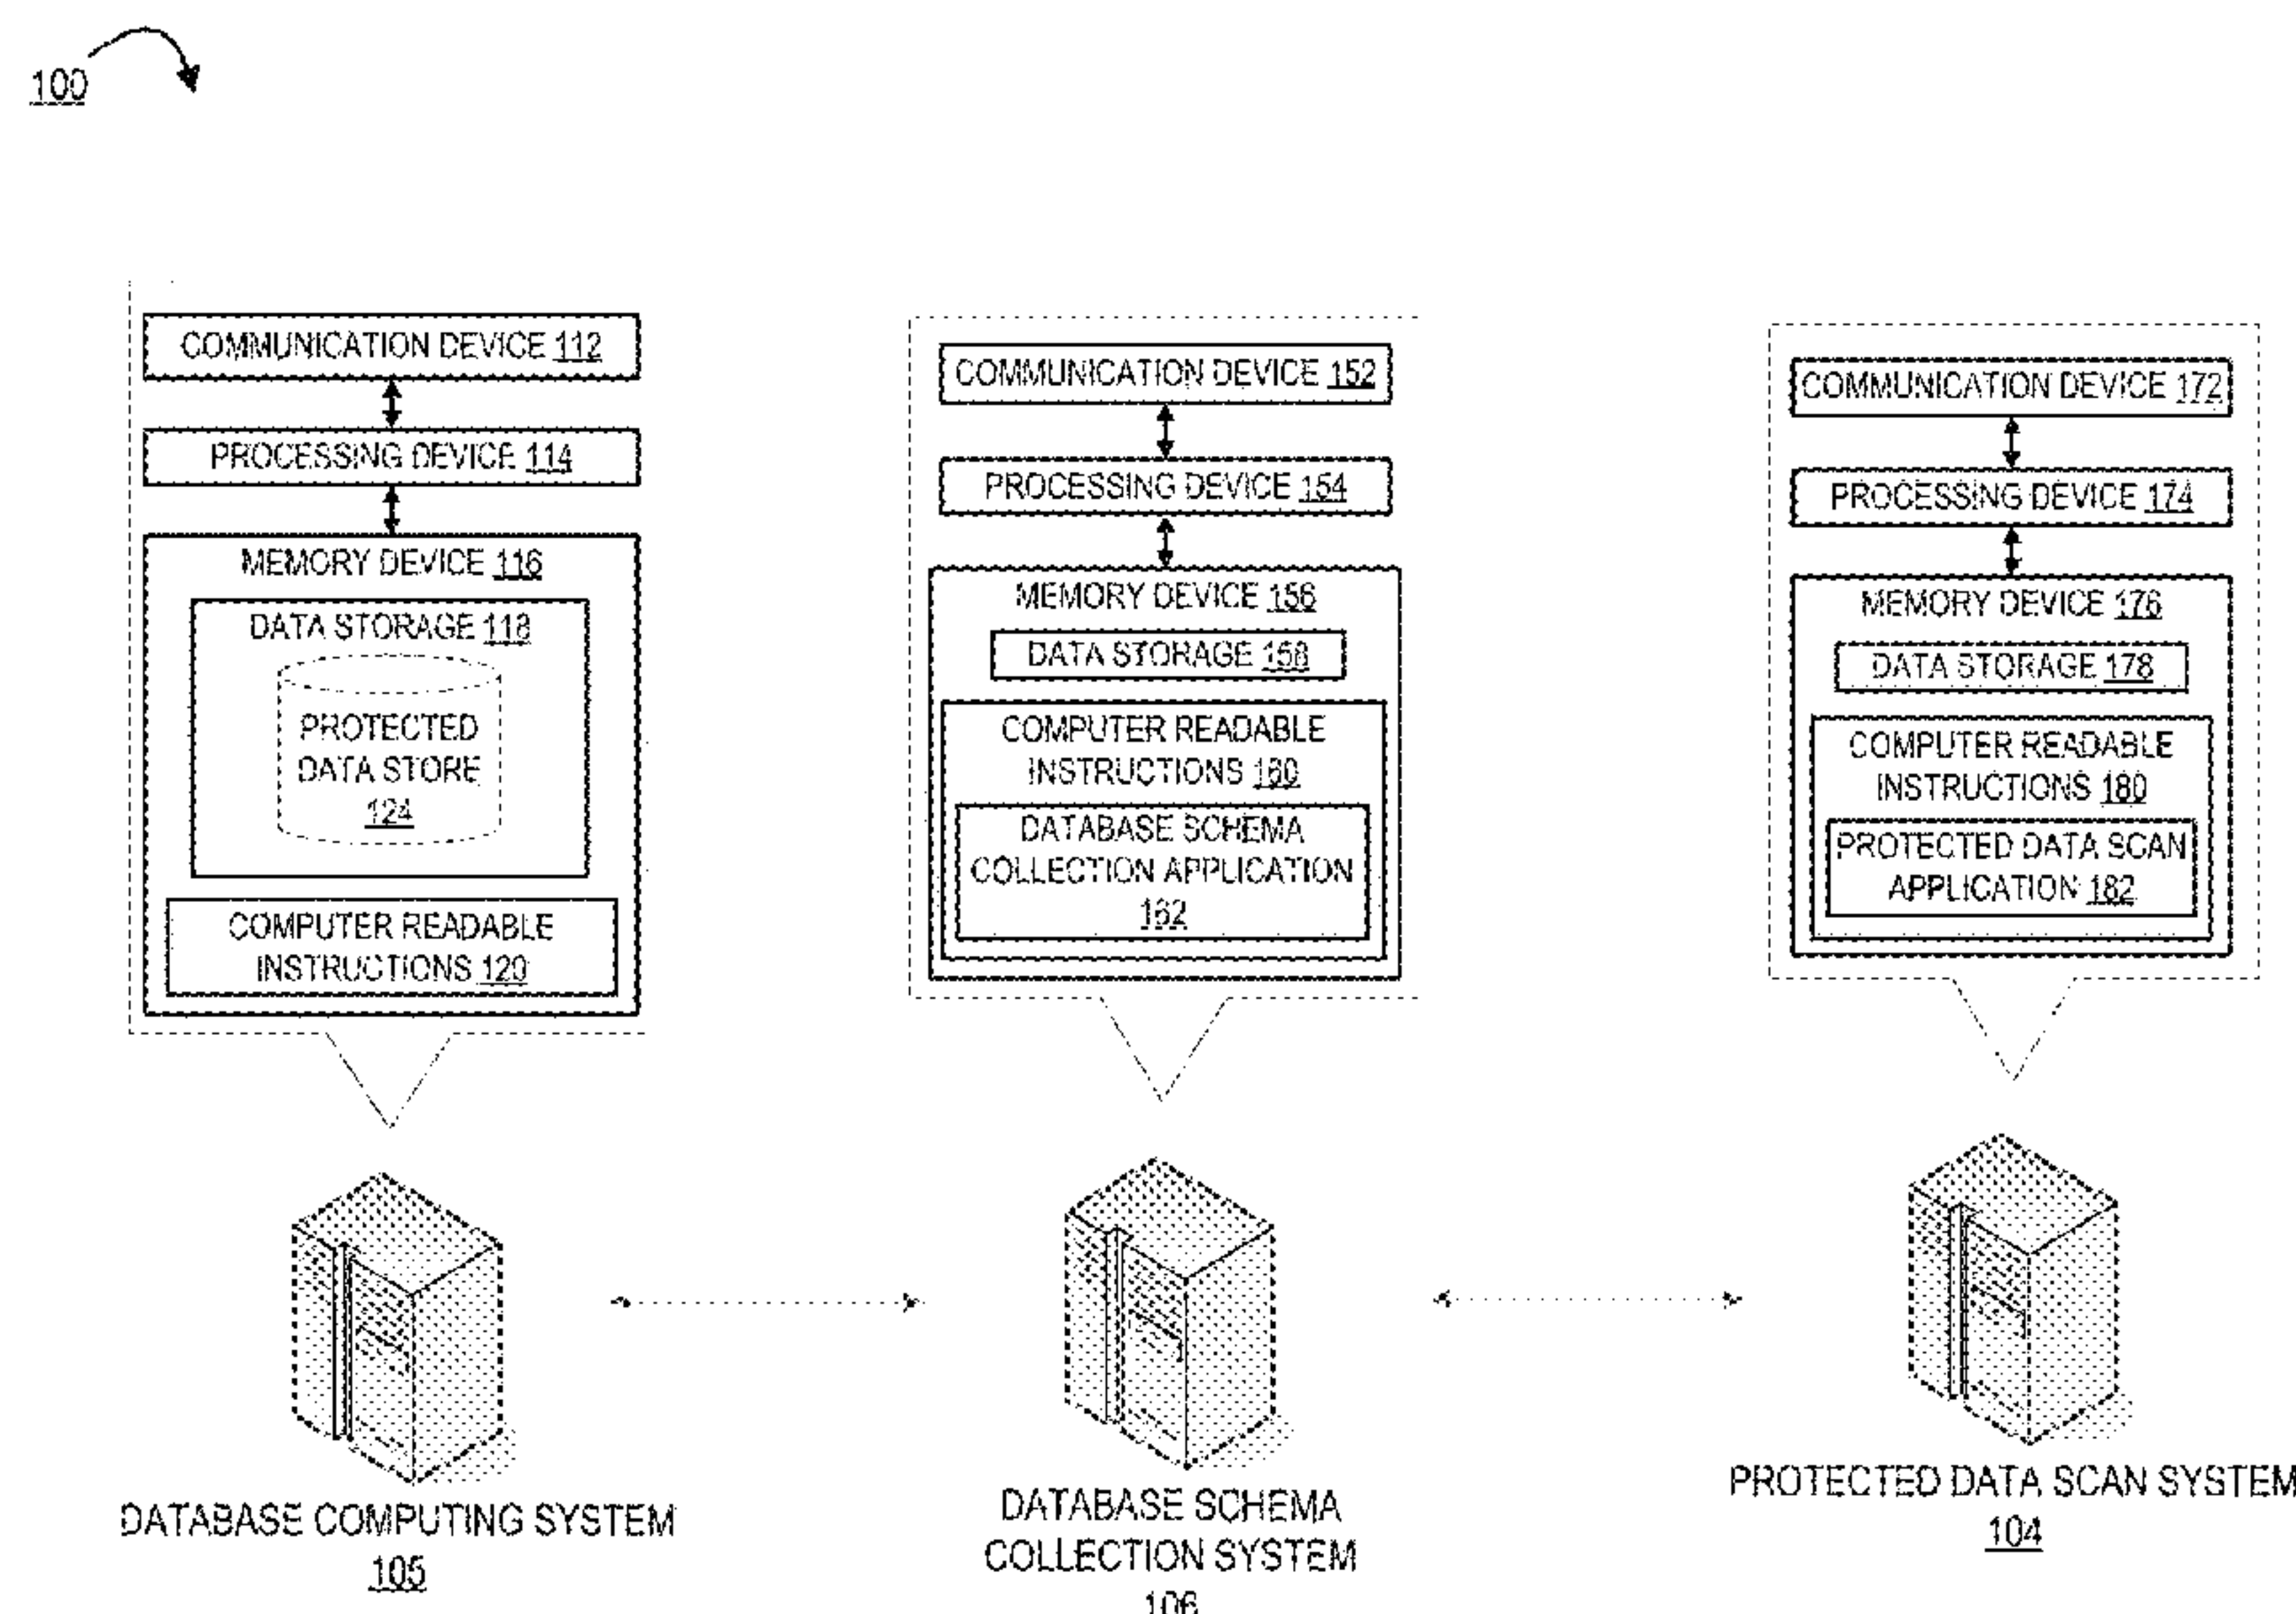 100
COMMUNICATION DEVICE 112
PROCESSING DEVICE 114
MEMORY DEVICE 116
DATA STORAGE 118
PROTECTED
DATA STORE
124
COMPUTER READABLE
INSTRUCTIONS 120
DATABASE COMPUTING SYSTEM
105
COMMUNICATION DEVICE 152
PROCESSING DEVICE 154
MEMORY DEVICE 156
DATA STORAGE 158
COMPUTER READABLE
INSTRUCTIONS 160
DATABASE SCHEMA
COLLECTION APPLICATION
162
DATABASE SCHEMA
COLLECTION SYSTEM
106
COMMUNICATION DEVICE 172
PROCESSING DEVICE 174
MEMORY DEVICE 176
DATA STORAGE 178
COMPUTER READABLE
INSTRUCTIONS 180
PROTECTED DATA SCAN
APPLICATION 182
PROTECTED DATA SCAN SYSTEM
104